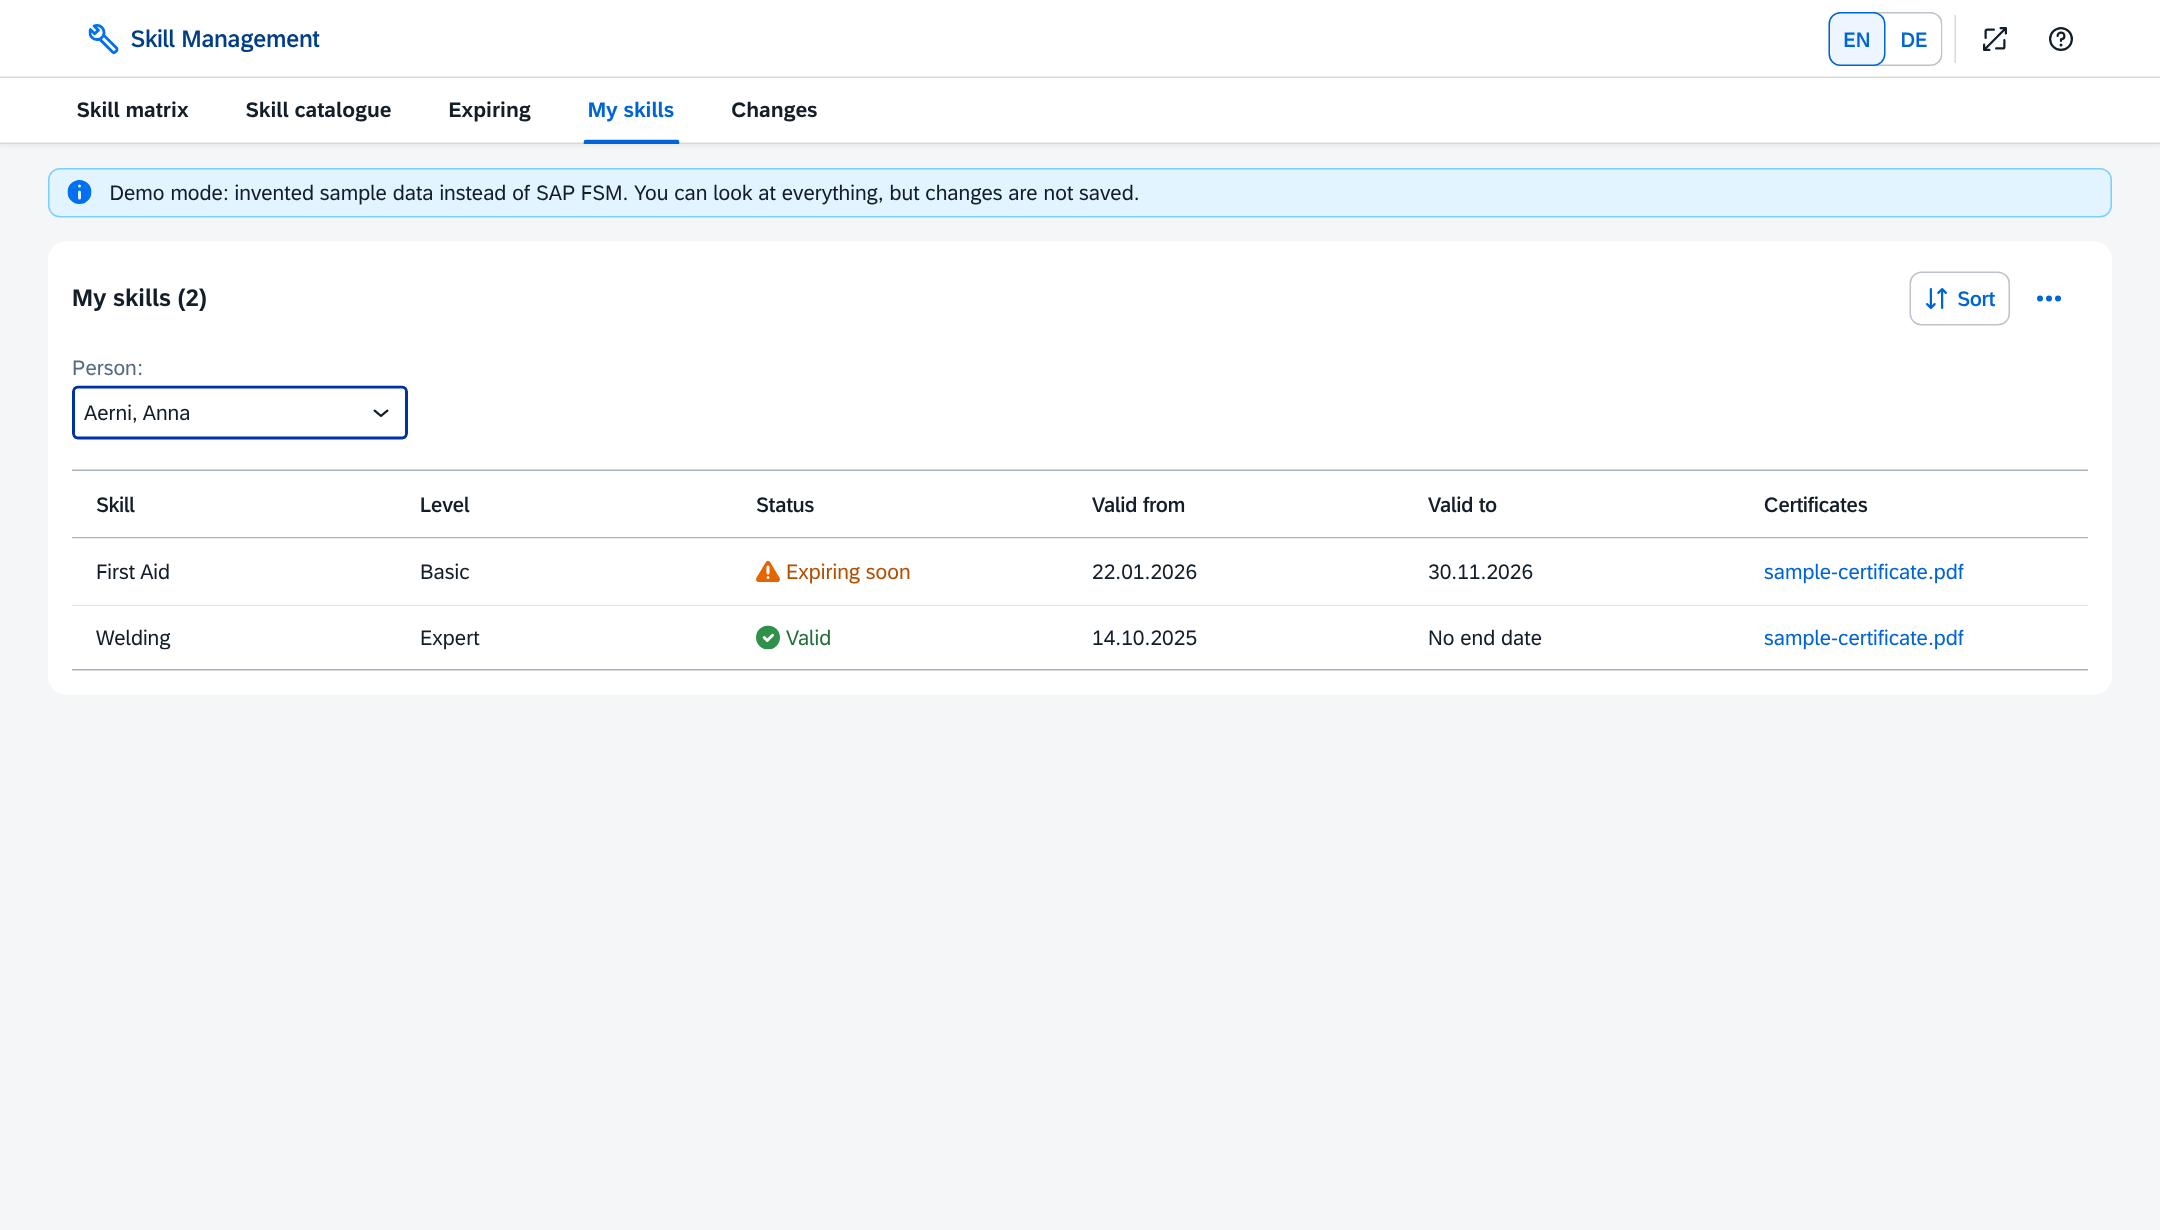 Skill Management
EN DE
Skill matrix Skill catalogue Expiring My skills Changes
Demo mode: invented sample data instead of SAP FSM. You can look at everything, but changes are not saved.
My skills (2)
Sort
Person:
Aerni, Anna
Skill Level Status Valid from Valid to Certificates
First Aid Basic Expiring soon 22.01.2026 30.11.2026 sample-certificate.pdf
Welding Expert Valid 14.10.2025 No end date sample-certificate.pdf